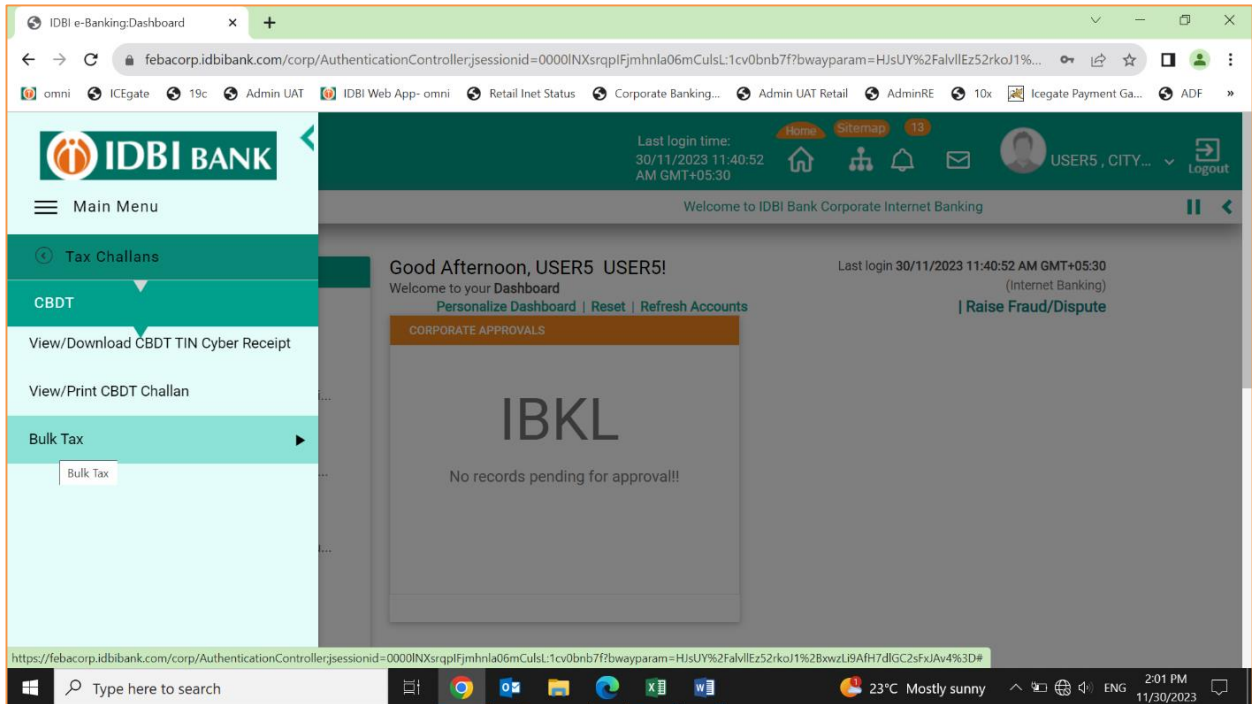 IDBI e-Banking:Dashboard
febacorp.idbibank.com/corp/AuthenticationController;jsessionid=0000lNXsrqpIFjmhnla06mCulsL:1cv0bnb7f?bwayparam=HJsUY%2FalvllEz52rkoJ1%...
omni ICEgate 19c Admin UAT IDBI Web App- omni Retail Inet Status Corporate Banking... Admin UAT Retail AdminRE 10x Icegate Payment Ga... ADF »
IDBI BANK
Last login time:
30/11/2023 11:40:52
AM GMT+05:30
Home Sitemap 13
USER5 , CITY...
Logout
Main Menu
Welcome to IDBI Bank Corporate Internet Banking
Tax Challans
CBDT
View/Download CBDT TIN Cyber Receipt
View/Print CBDT Challan
Bulk Tax
Bulk Tax
Good Afternoon, USER5 USER5!
Welcome to your Dashboard
Personalize Dashboard | Reset | Refresh Accounts
Last login 30/11/2023 11:40:52 AM GMT+05:30
(Internet Banking)
| Raise Fraud/Dispute
CORPORATE APPROVALS
IBKL
No records pending for approval!!
https://febacorp.idbibank.com/corp/AuthenticationController;jsessionid=0000lNXsrqpIFjmhnla06mCulsL:1cv0bnb7f?bwayparam=HJsUY%2FalvllEz52rkoJ1%2BxwzLi9AfH7dlGC2sFxJAv4%3D#
Type here to search
23°C Mostly sunny
ENG
2:01 PM
11/30/2023